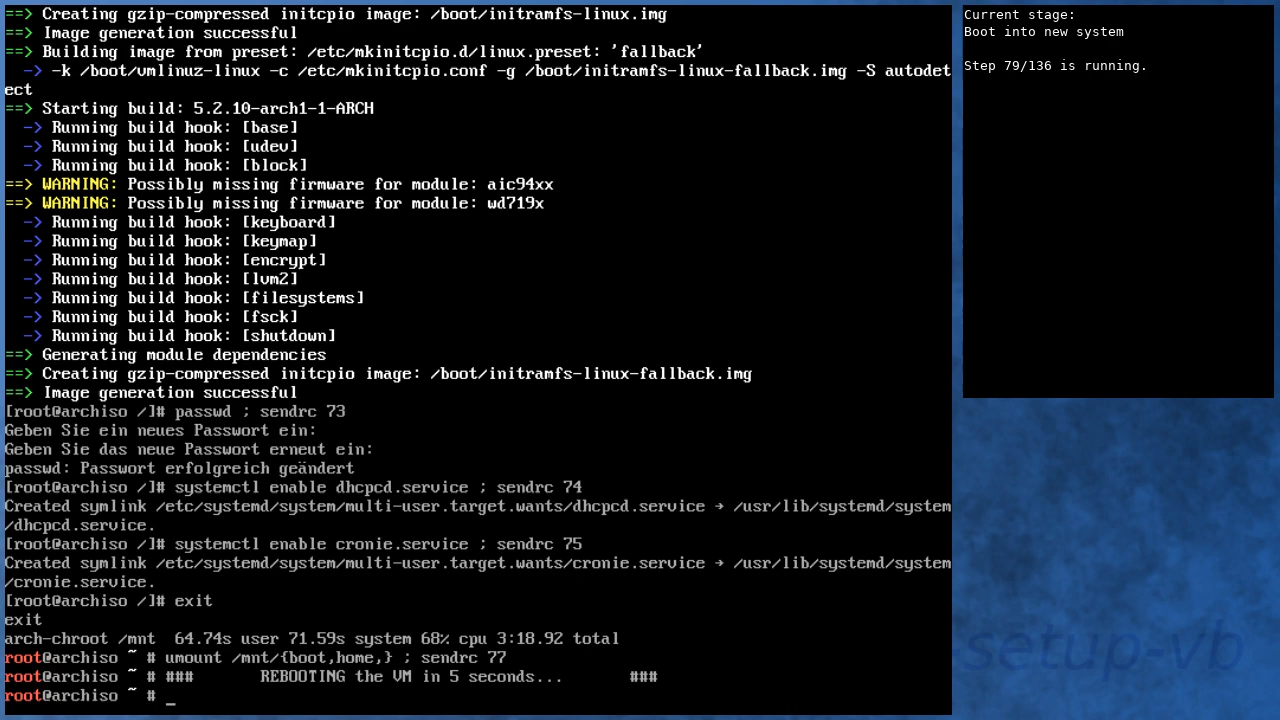 ==> Creating gzip-compressed initcpio image: /boot/initramfs-linux.img
==> Image generation successful
==> Building image from preset: /etc/mkinitcpio.d/linux.preset: 'fallback'
  -> -k /boot/vmlinuz-linux -c /etc/mkinitcpio.conf -g /boot/initramfs-linux-fallback.img -S autodet
ect
==> Starting build: 5.2.10-arch1-1-ARCH
  -> Running build hook: [base]
  -> Running build hook: [udev]
  -> Running build hook: [block]
==> WARNING: Possibly missing firmware for module: aic94xx
==> WARNING: Possibly missing firmware for module: wd719x
  -> Running build hook: [keyboard]
  -> Running build hook: [keymap]
  -> Running build hook: [encrypt]
  -> Running build hook: [lvm2]
  -> Running build hook: [filesystems]
  -> Running build hook: [fsck]
  -> Running build hook: [shutdown]
==> Generating module dependencies
==> Creating gzip-compressed initcpio image: /boot/initramfs-linux-fallback.img
==> Image generation successful
[root@archiso /]# passwd ; sendrc 73
Geben Sie ein neues Passwort ein:
Geben Sie das neue Passwort erneut ein:
passwd: Passwort erfolgreich geändert
[root@archiso /]# systemctl enable dhcpcd.service ; sendrc 74
Created symlink /etc/systemd/system/multi-user.target.wants/dhcpcd.service → /usr/lib/systemd/system
/dhcpcd.service.
[root@archiso /]# systemctl enable cronie.service ; sendrc 75
Created symlink /etc/systemd/system/multi-user.target.wants/cronie.service → /usr/lib/systemd/system
/cronie.service.
[root@archiso /]# exit
exit
arch-chroot /mnt  64.74s user 71.59s system 68% cpu 3:18.92 total
root@archiso ~ # umount /mnt/{boot,home,} ; sendrc 77
root@archiso ~ # ###       REBOOTING the VM in 5 seconds...       ###
root@archiso ~ # _
Current stage:
Boot into new system
Step 79/136 is running.
-setup-vb